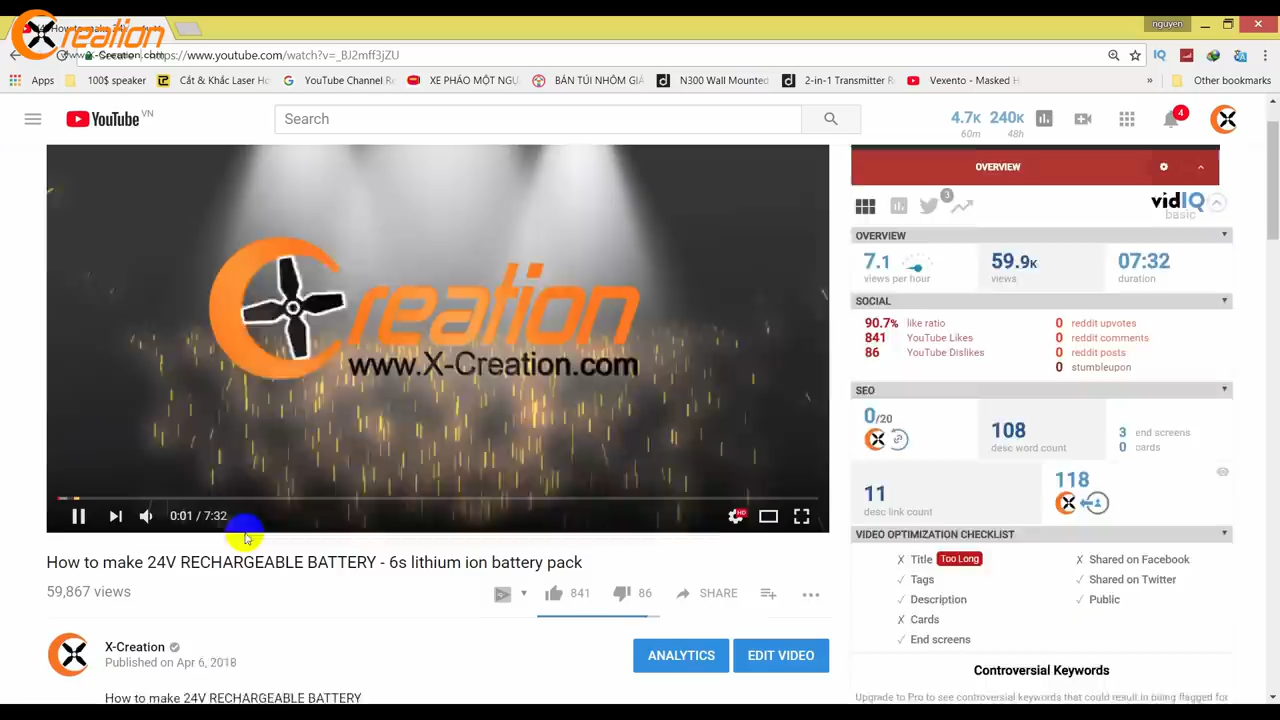 Creation
www.X-Creation.com
nguyen
https://www.youtube.com/watch?v=_BJ2mff3jZU
Apps
100$ speaker
Cắt & Khắc Laser Ho
YouTube Channel R
XE PHÁO MỘT NGƯ
BÁN TÚI NHÔM GIÁ
N300 Wall Mounted
2-in-1 Transmitter R
Vexento - Masked H
»
Other bookmarks
YouTube VN
Search
4.7K 60m
240K 48h
4
Creation
www.X-Creation.com
0:01 / 7:32
HD
How to make 24V RECHARGEABLE BATTERY - 6s lithium ion battery pack
59,867 views
841
86
SHARE
X-Creation
Published on Apr 6, 2018
ANALYTICS
EDIT VIDEO
How to make 24V RECHARGEABLE BATTERY
OVERVIEW
3
vidIQ
basic
OVERVIEW
7.1
views per hour
59.9K
views
07:32
duration
SOCIAL
90.7% like ratio
841 YouTube Likes
86 YouTube Dislikes
0 reddit upvotes
0 reddit comments
0 reddit posts
0 stumbleupon
SEO
0/20
108
desc word count
3 end screens
0 cards
11
desc link count
118
VIDEO OPTIMIZATION CHECKLIST
✗ Title Too Long
✓ Tags
✓ Description
✗ Cards
✓ End screens
✗ Shared on Facebook
✓ Shared on Twitter
✓ Public
Controversial Keywords
Upgrade to Pro to see controversial keywords that could result in being flagged for